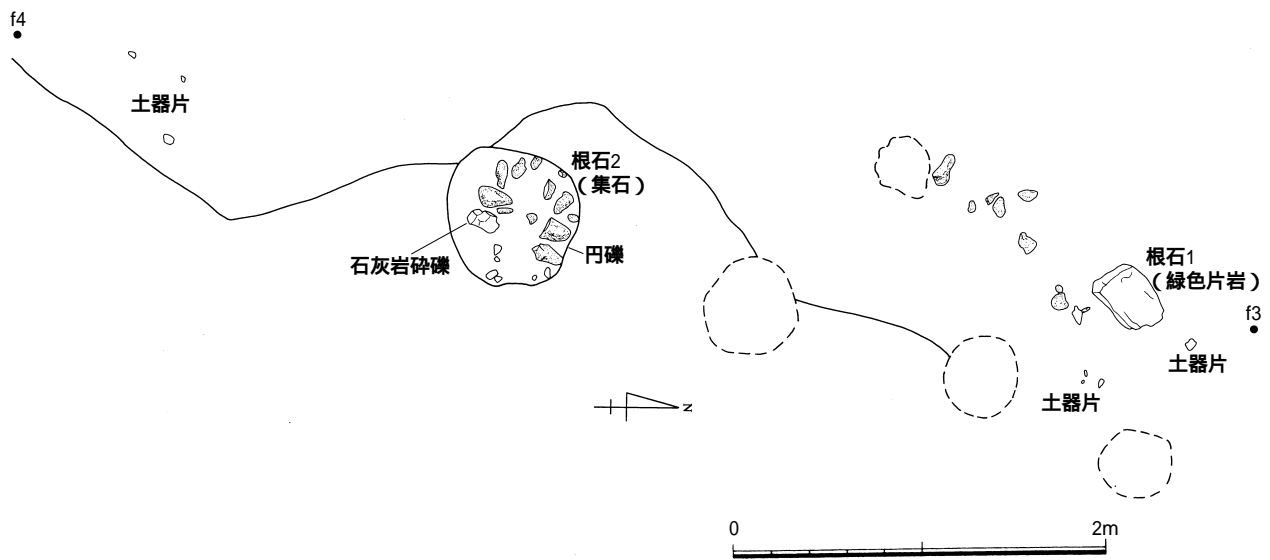 f4
土器片
根石2
（集石）
石灰岩砕礫
円礫
根石1
（緑色片岩）
f3
土器片
土器片
N
0 2m